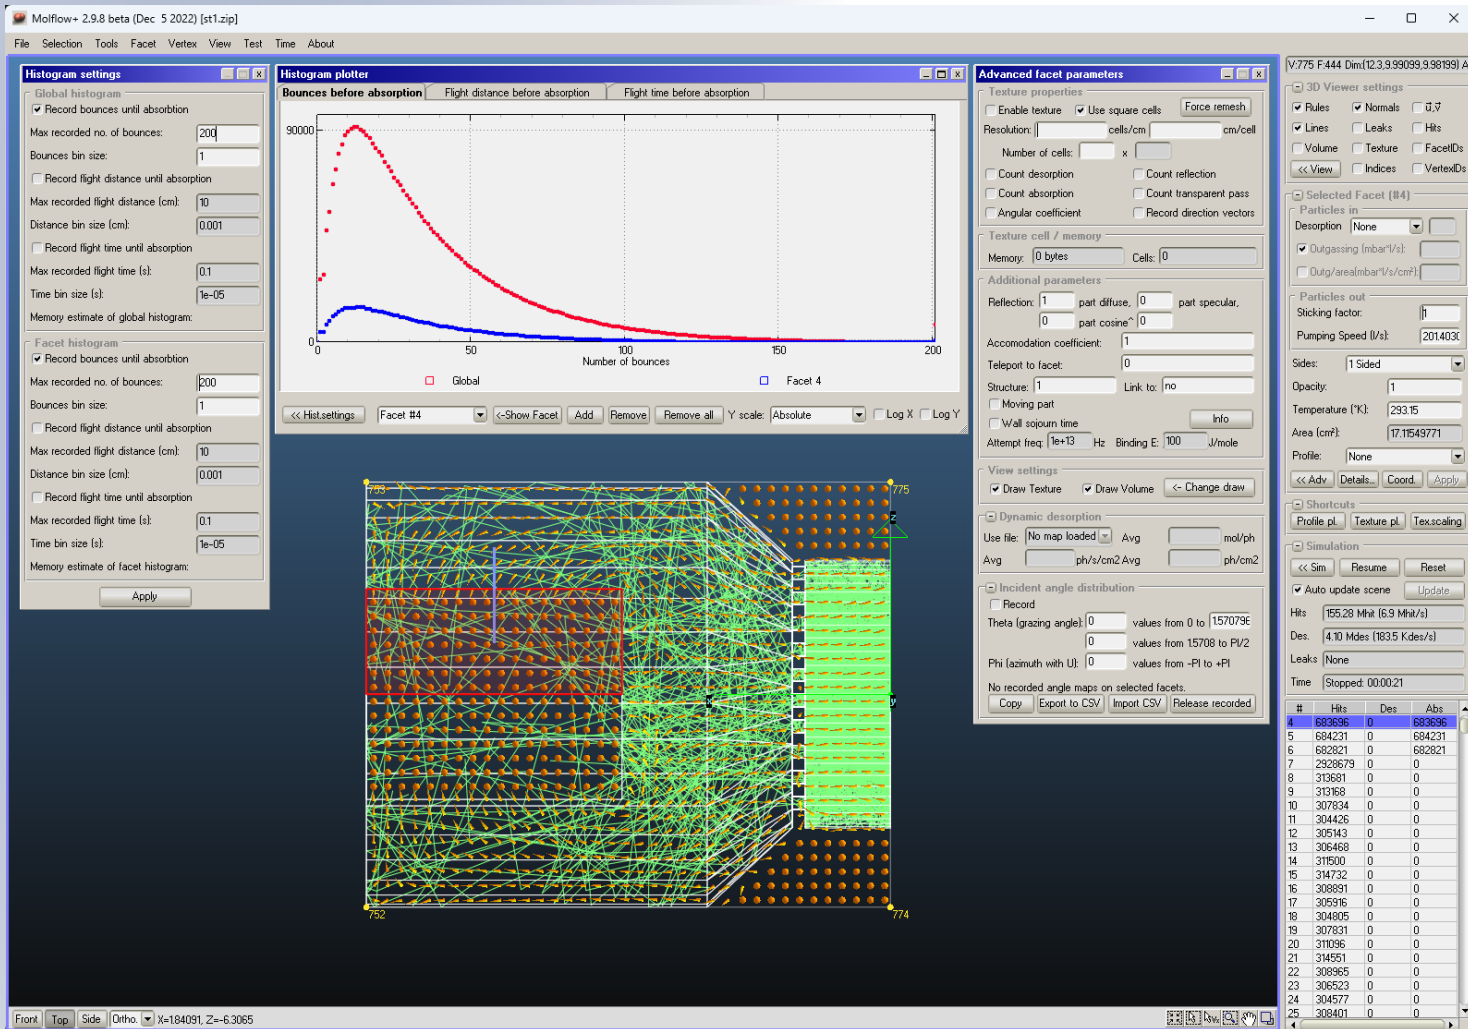 Molflow+ 2.9.8 beta (Dec 5 2022) [st1.zip]
File Selection Tools Facet Vertex View Test Time About
Histogram settings
Global histogram
Record bounces until absorbtion
Max recorded no. of bounces: 200
Bounces bin size: 1
Record flight distance until absorption
Max recorded flight distance (cm): 10
Distance bin size (cm): 0.001
Record flight time until absorption
Max recorded flight time (s): 0.1
Time bin size (s): 1e-05
Memory estimate of global histogram:
Facet histogram
Record bounces until absorbtion
Max recorded no. of bounces: 200
Bounces bin size: 1
Record flight distance until absorption
Max recorded flight distance (cm): 10
Distance bin size (cm): 0.001
Record flight time until absorption
Max recorded flight time (s): 0.1
Time bin size (s): 1e-05
Memory estimate of facet histogram:
Apply
Histogram plotter
Bounces before absorption Flight distance before absorption Flight time before absorption
90000
0
0 50 100 150 200
Number of bounces
Global Facet 4
<< Hist.settings Facet #4 <-Show Facet Add Remove Remove all Y scale: Absolute Log X Log Y
753 775
z
x y
752 774
Advanced facet parameters
Texture properties
Enable texture Use square cells Force remesh
Resolution: cells/cm cm/cell
Number of cells: x
Count desorption Count reflection
Count absorption Count transparent pass
Angular coefficient Record direction vectors
Texture cell / memory
Memory: 0 bytes Cells: 0
Additional parameters
Reflection: 1 part diffuse, 0 part specular,
0 part cosine^ 0
Accomodation coefficient: 1
Teleport to facet: 0
Structure: 1 Link to: no
Moving part
Wall sojourn time Info
Attempt freq: 1e+13 Hz Binding E: 100 J/mole
View settings
Draw Texture Draw Volume <- Change draw
Dynamic desorption
Use file: No map loaded Avg mol/ph
Avg ph/s/cm2 Avg ph/cm2
Incident angle distribution
Record
Theta (grazing angle): 0 values from 0 to 1.570796
0 values from 1.5708 to PI/2
Phi (azimuth with U): 0 values from -PI to +PI
No recorded angle maps on selected facets.
Copy Export to CSV Import CSV Release recorded
V:775 F:444 Dim:(12.3,9.99099,9.98199) A
3D Viewer settings
Rules Normals u,v
Lines Leaks Hits
Volume Texture FacetIDs
<< View Indices VertexIDs
Selected Facet (#4)
Particles in
Desorption None
Outgassing (mbar*l/s):
Outg/area(mbar*l/s/cm²):
Particles out
Sticking factor: 1
Pumping Speed (l/s): 201.4030
Sides: 1 Sided
Opacity: 1
Temperature (°K): 293.15
Area (cm²): 17.11549771
Profile: None
<< Adv Details... Coord. Apply
Shortcuts
Profile pl. Texture pl. Tex.scaling
Simulation
<< Sim Resume Reset
Auto update scene Update
Hits 155.28 Mhit (6.9 Mhit/s)
Des. 4.10 Mdes (183.5 Kdes/s)
Leaks None
Time Stopped: 00:00:21
# Hits Des Abs
4 683696 0 683696
5 684231 0 684231
6 682821 0 682821
7 2928679 0 0
8 313681 0 0
9 313168 0 0
10 307834 0 0
11 304426 0 0
12 305143 0 0
13 306468 0 0
14 311500 0 0
15 314732 0 0
16 308891 0 0
17 305916 0 0
18 304805 0 0
19 307831 0 0
20 311096 0 0
21 314551 0 0
22 308965 0 0
23 306523 0 0
24 304577 0 0
25 308401 0 0
Front Top Side Ortho. X=1.84091, Z=-6.3065